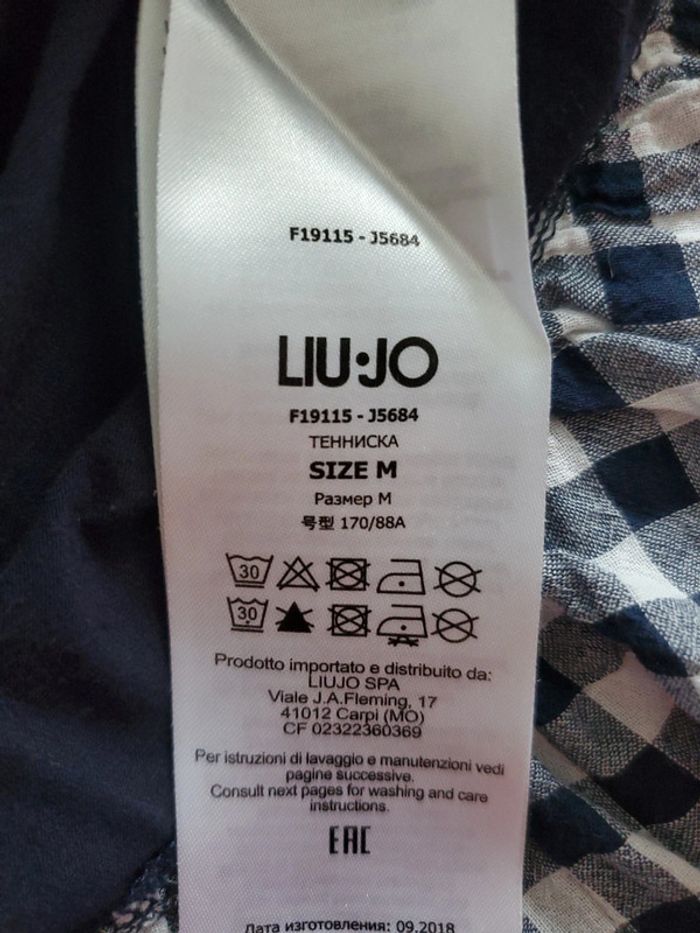 F19115 - J5684
LIU·JO
F19115 - J5684
ТЕННИСКА
SIZE M
Размер M
号型 170/88A
30
30
Prodotto importato e distribuito da:
LIUJO SPA
Viale J.A.Fleming, 17
41012 Carpi (MO)
CF 02322360369
Per istruzioni di lavaggio e manutenzioni vedi
pagine successive.
Consult next pages for washing and care
instructions.
EAC
Дата изготовления: 09.2018